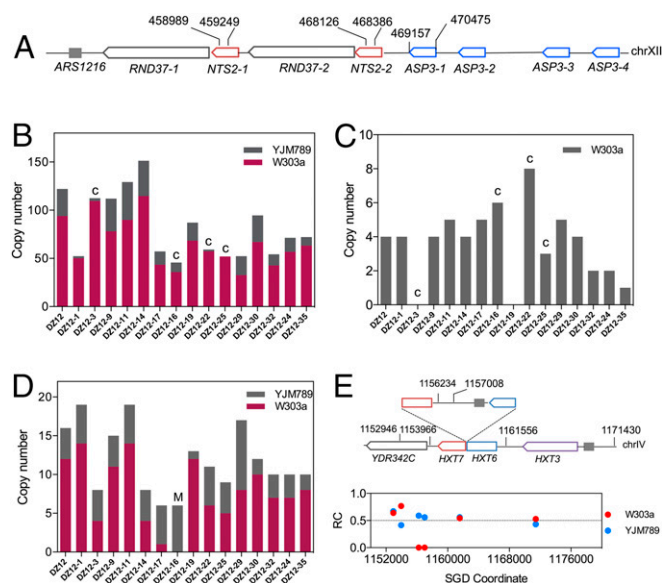 A
458989 459249 468126 468386 469157 470475
chrXII
ARS1216 RND37-1 NTS2-1 RND37-2 NTS2-2 ASP3-1 ASP3-2 ASP3-3 ASP3-4
B
YJM789
W303a
Copy number
150
100
50
0
C C C C
DZ12 DZ12-1 DZ12-3 DZ12-9 DZ12-11 DZ12-14 DZ12-17 DZ12-16 DZ12-19 DZ12-22 DZ12-25 DZ12-29 DZ12-30 DZ12-32 DZ12-24 DZ12-35
C
W303a
Copy number
8
6
4
2
0
C C C C
DZ12 DZ12-1 DZ12-3 DZ12-9 DZ12-11 DZ12-14 DZ12-17 DZ12-16 DZ12-19 DZ12-22 DZ12-25 DZ12-29 DZ12-30 DZ12-32 DZ12-24 DZ12-35
D
YJM789
W303a
Copy number
20
15
10
5
0
M
DZ12 DZ12-1 DZ12-3 DZ12-9 DZ12-11 DZ12-14 DZ12-17 DZ12-16 DZ12-19 DZ12-22 DZ12-25 DZ12-29 DZ12-30 DZ12-32 DZ12-24 DZ12-35
E
1156234 1157008
1152946 1153966 1161556 1171430
chrIV
YDR342C HXT7 HXT6 HXT3
RC
1.0
0.5
0.0
W303a
YJM789
1152000 1160000 1168000 1176000
SGD Coordinate